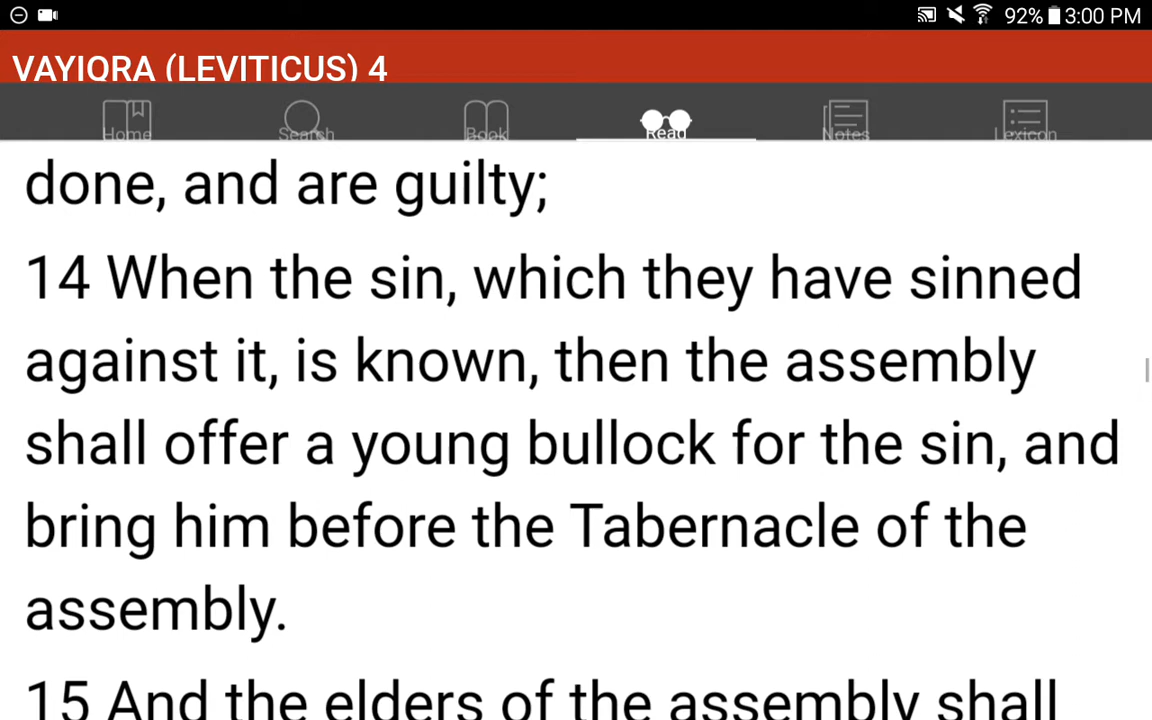 92% 3:00 PM
VAYIQRA (LEVITICUS) 4
Home Search Book Read Notes Lexicon
done, and are guilty;
14 When the sin, which they have sinned
against it, is known, then the assembly
shall offer a young bullock for the sin, and
bring him before the Tabernacle of the
assembly.
15 And the elders of the assembly shall